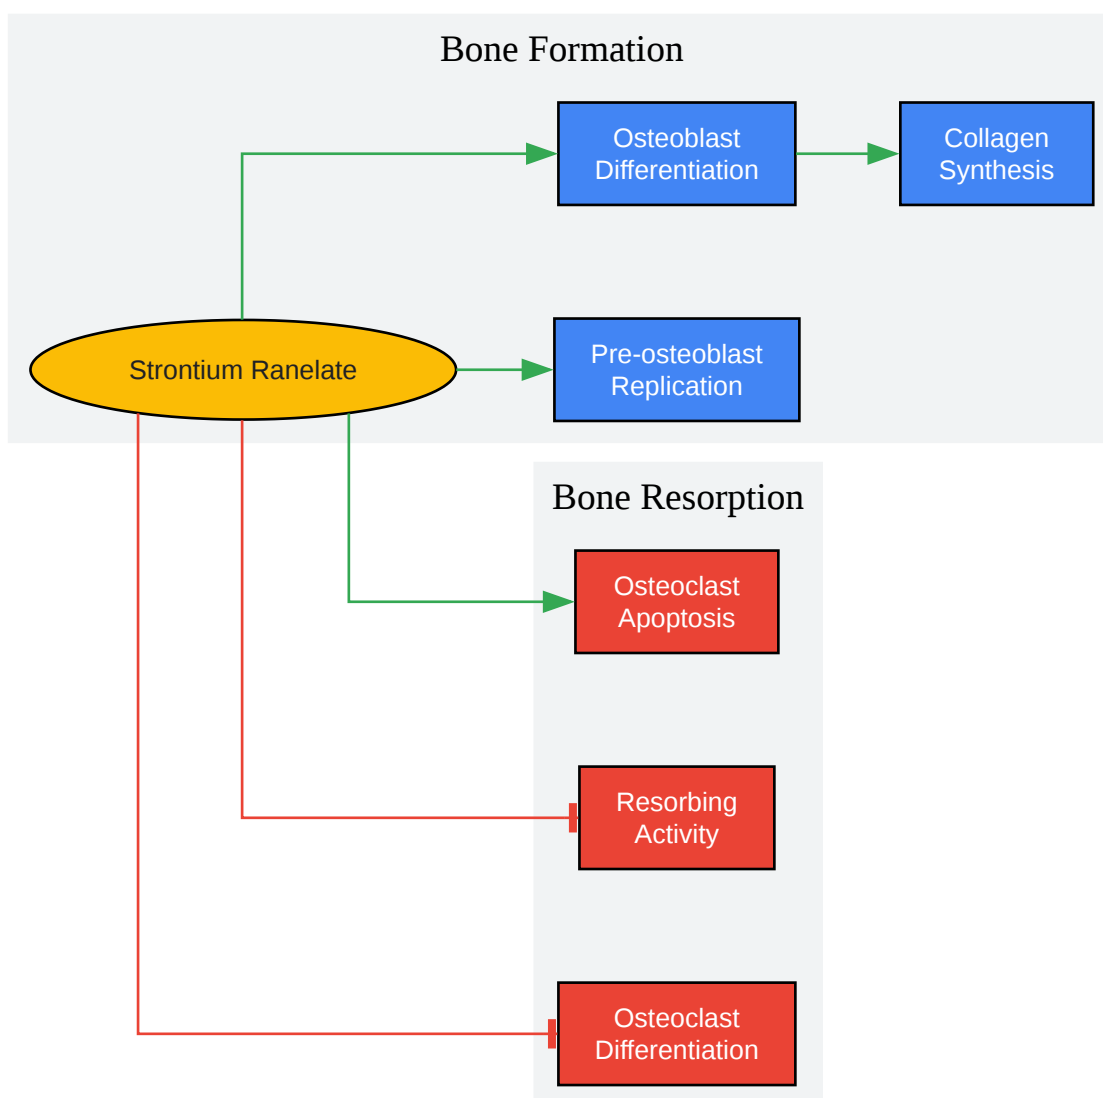 Bone Formation
Osteoblast
Differentiation
Collagen
Synthesis
Strontium Ranelate
Pre-osteoblast
Replication
Bone Resorption
Osteoclast
Apoptosis
Resorbing
Activity
Osteoclast
Differentiation